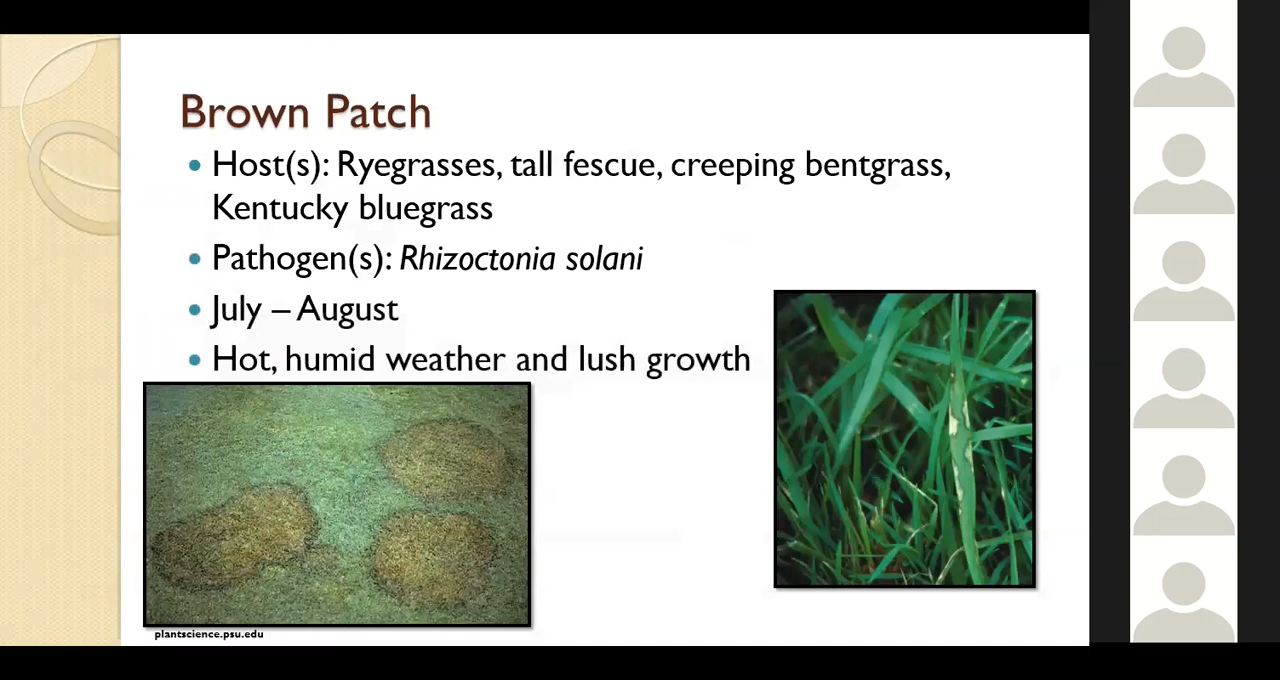 Brown Patch
• Host(s): Ryegrasses, tall fescue, creeping bentgrass,
Kentucky bluegrass
• Pathogen(s): Rhizoctonia solani
• July – August
• Hot, humid weather and lush growth
plantscience.psu.edu